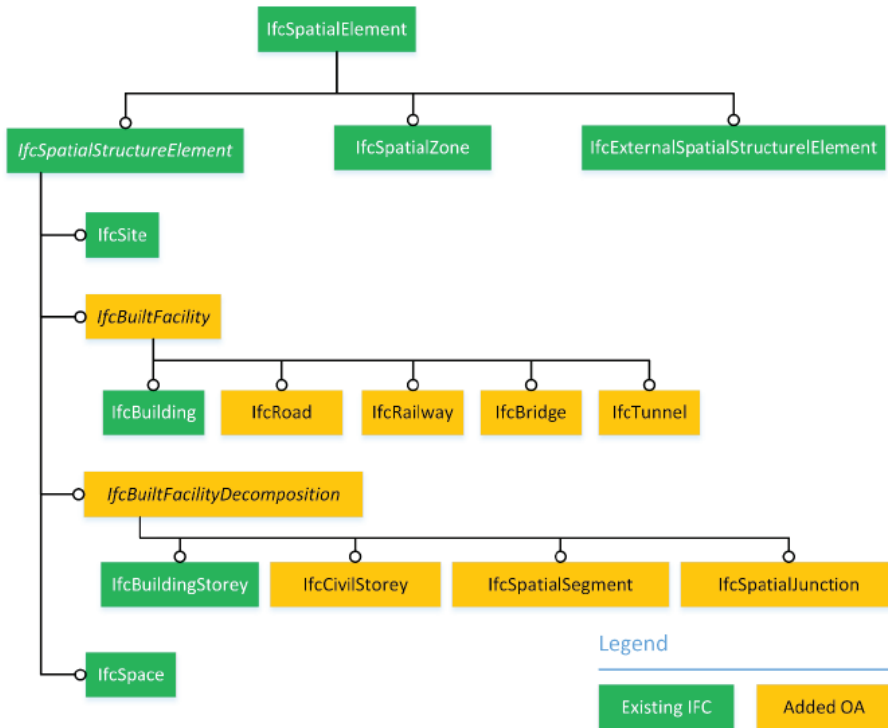 IfcSpatialElement
IfcSpatialStructureElement
IfcSpatialZone
IfcExternalSpatialStructurelElement
IfcSite
IfcBuiltFacility
IfcBuilding
IfcRoad
IfcRailway
IfcBridge
IfcTunnel
IfcBuiltFacilityDecomposition
IfcBuildingStorey
IfcCivilStorey
IfcSpatialSegment
IfcSpatialJunction
IfcSpace
Legend
Existing IFC
Added OA